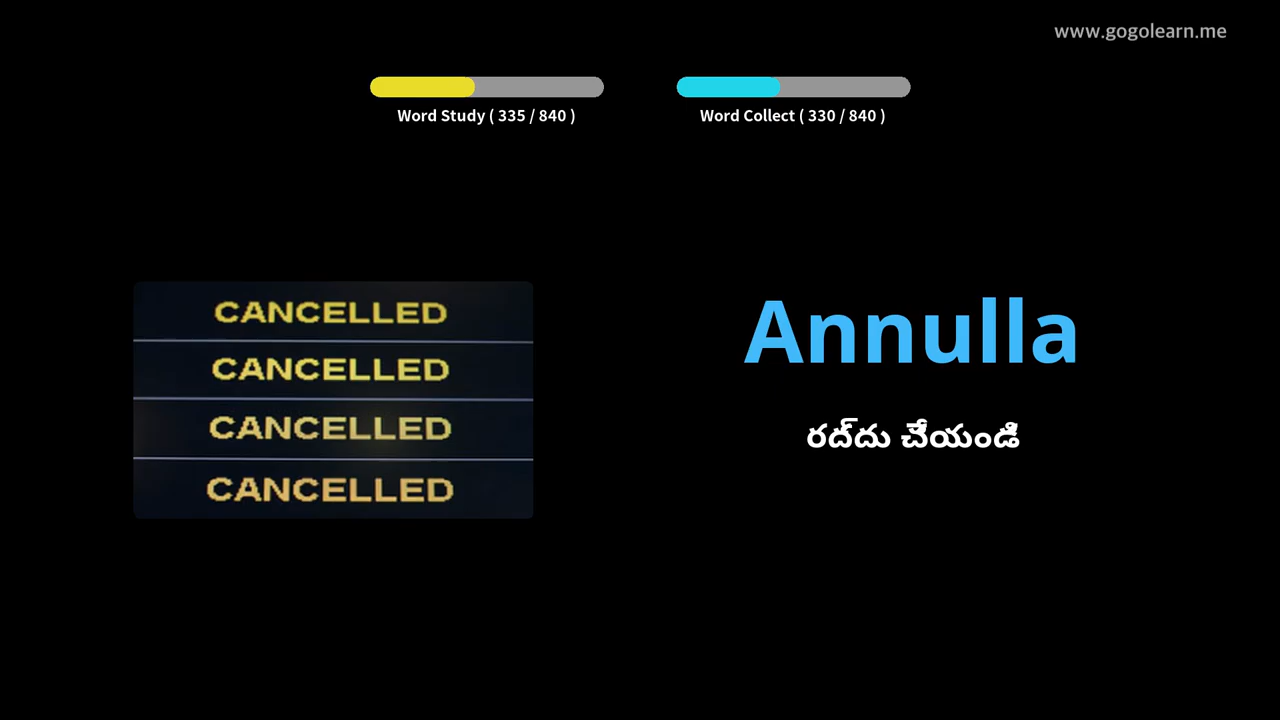 www.gogolearn.me
Word Study ( 335 / 840 )
Word Collect ( 330 / 840 )
CANCELLED
CANCELLED
CANCELLED
CANCELLED
Annulla
రద్దు చేయండి